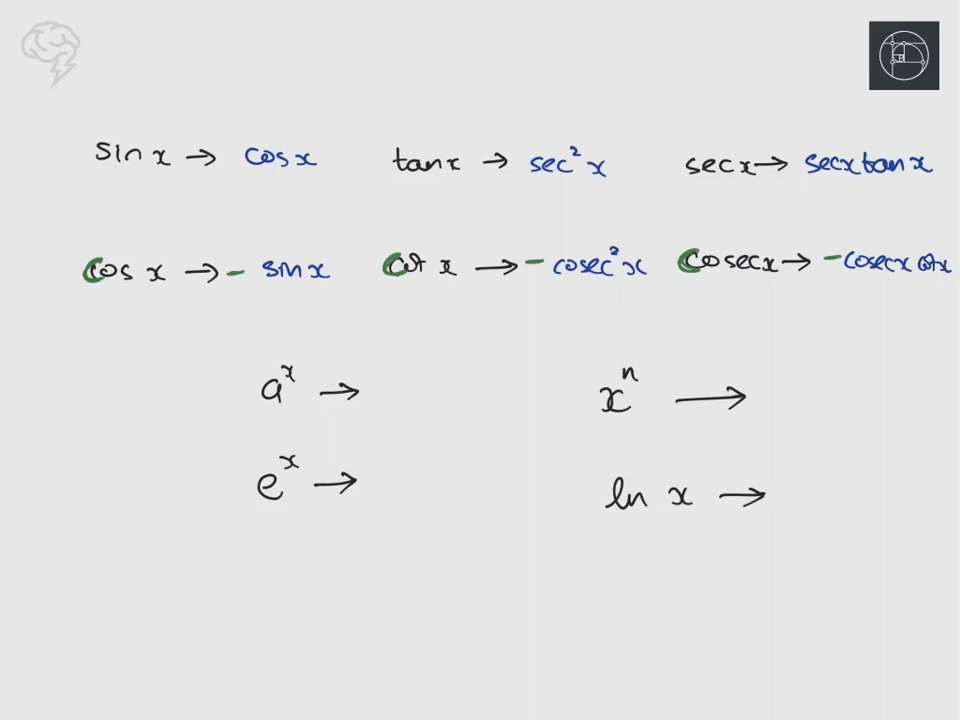 sin x → cos x tan x → sec² x sec x → sec x tan x
cos x → - sin x cot x → - cosec² x cosec x → - cosec x cot x
aˣ → xⁿ →
eˣ → ln x →